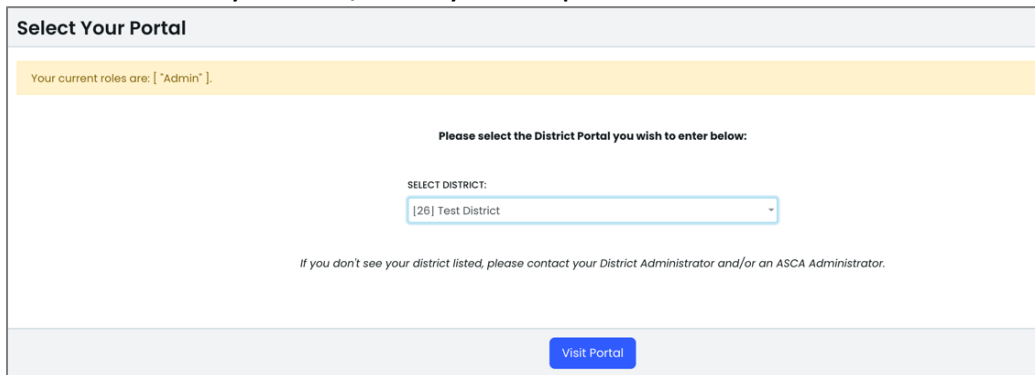 Select Your Portal
Your current roles are: [ "Admin" ].
Please select the District Portal you wish to enter below:
SELECT DISTRICT:
[26] Test District
If you don't see your district listed, please contact your District Administrator and/or an ASCA Administrator.
Visit Portal